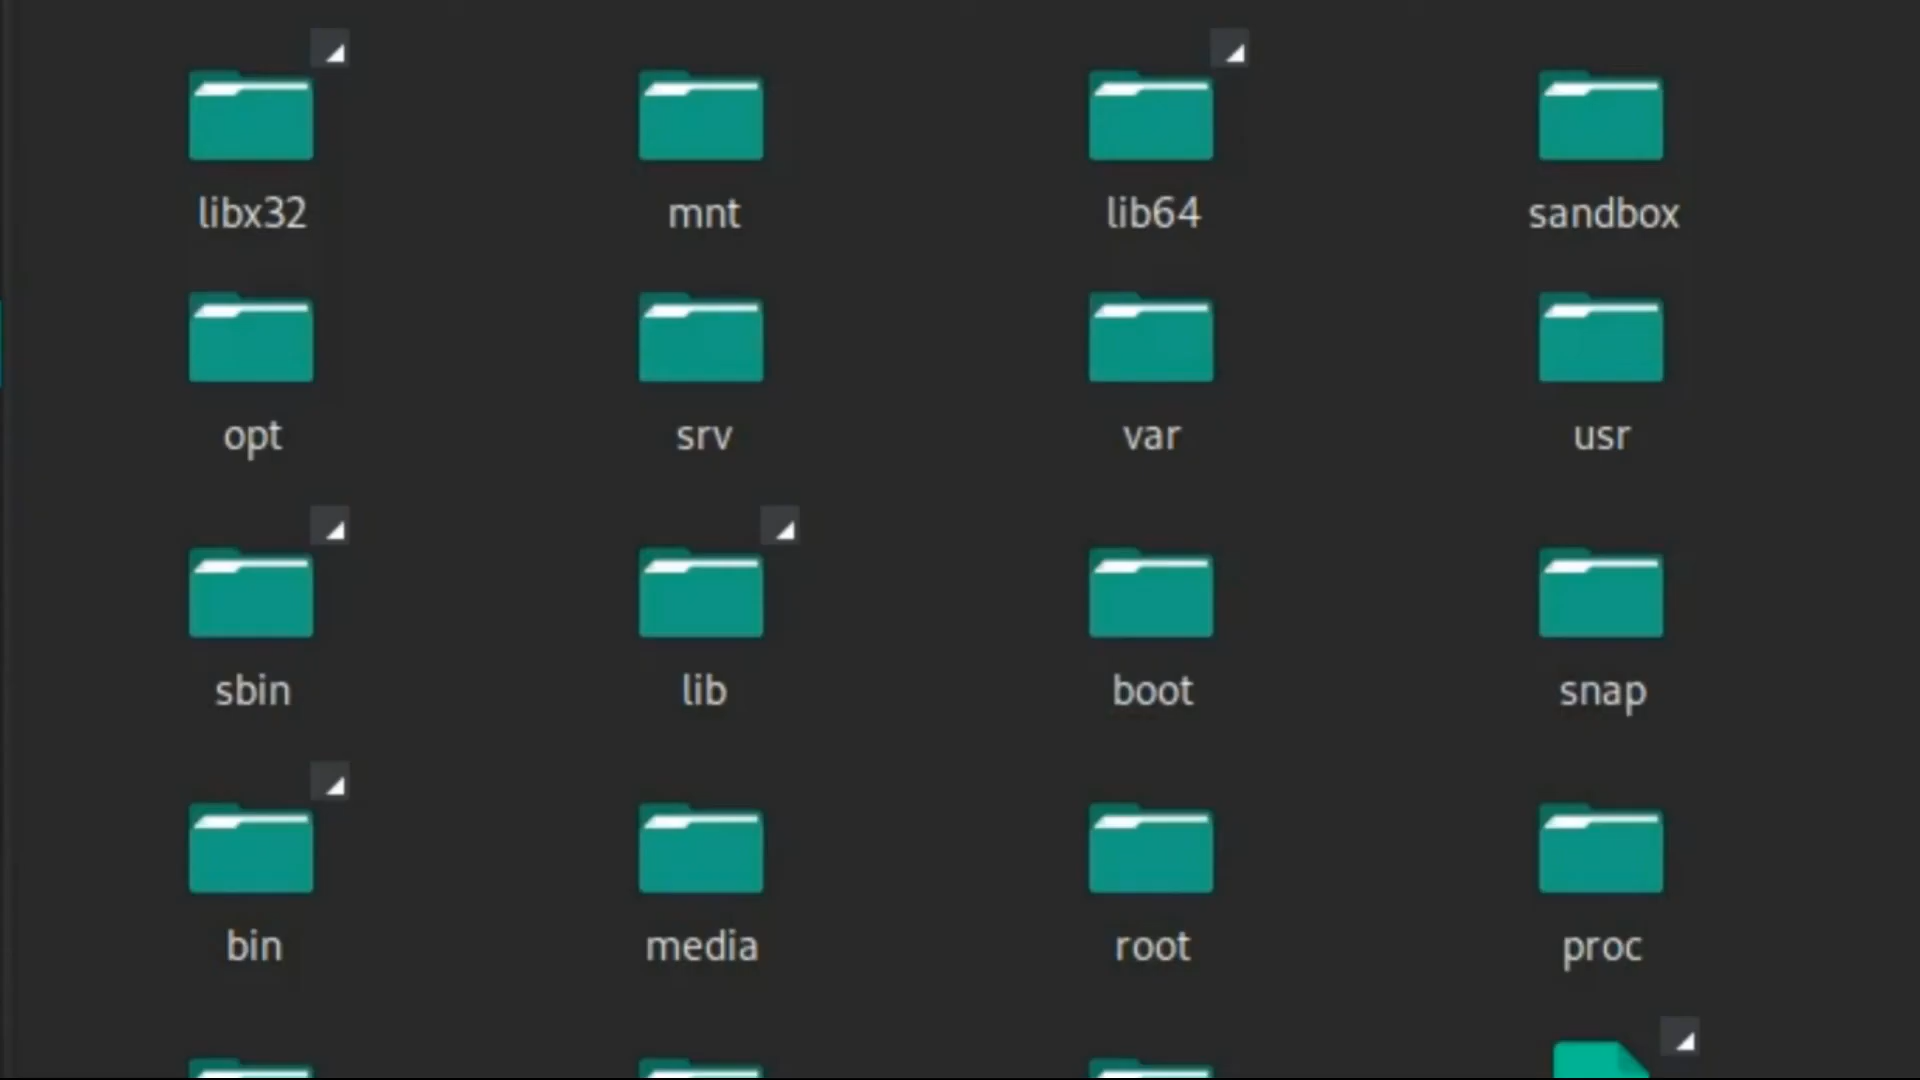 libx32 mnt lib64 sandbox
opt srv var usr
sbin lib boot snap
bin media root proc